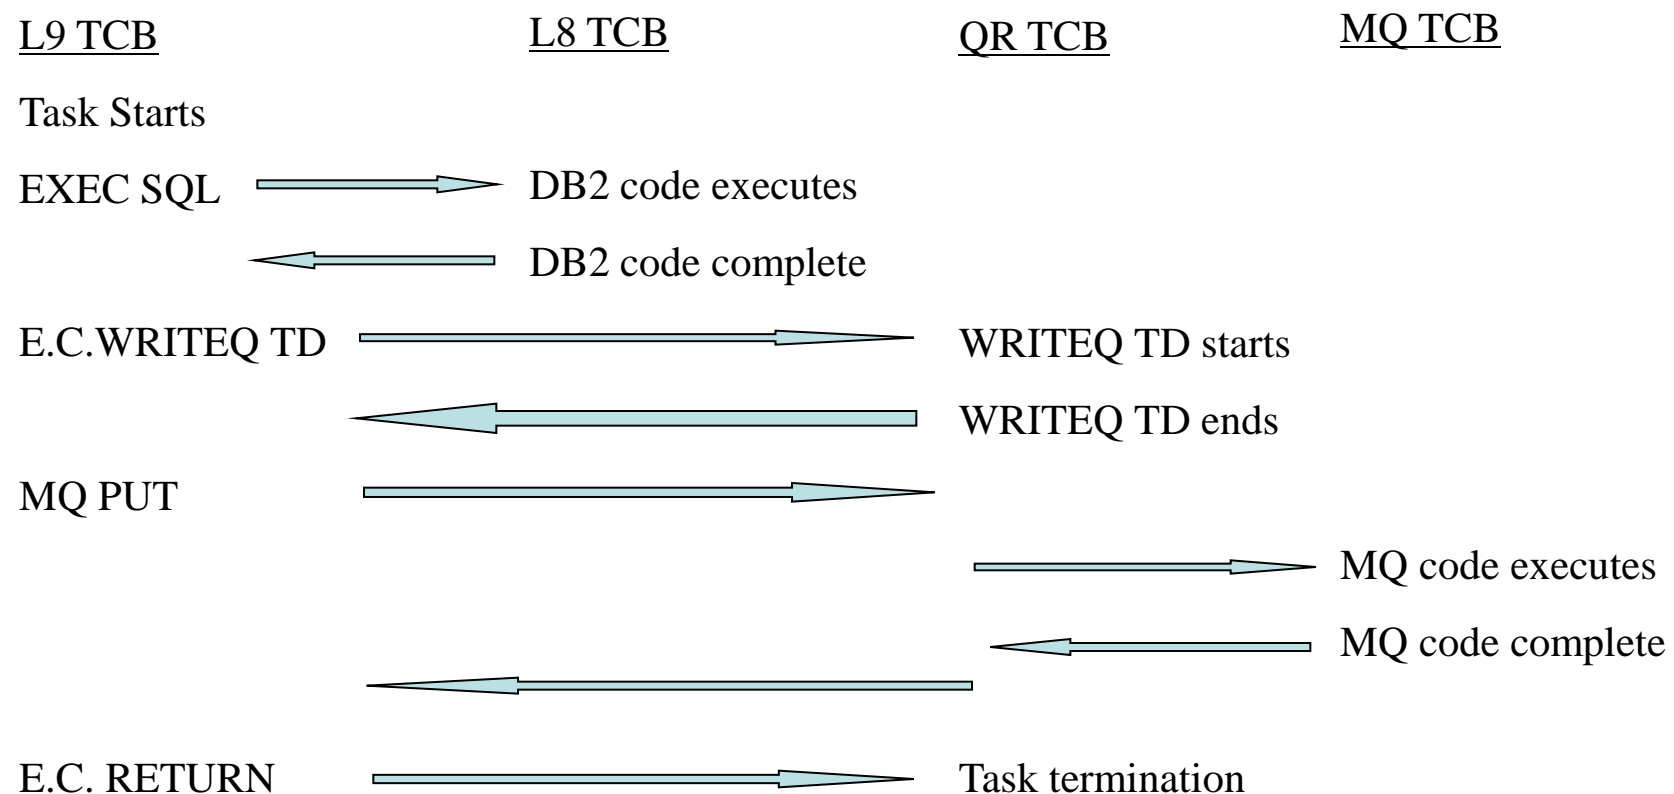 L9 TCB
L8 TCB
QR TCB
MQ TCB
Task Starts
EXEC SQL
DB2 code executes
DB2 code complete
E.C.WRITEQ TD
WRITEQ TD starts
WRITEQ TD ends
MQ PUT
MQ code executes
MQ code complete
E.C. RETURN
Task termination